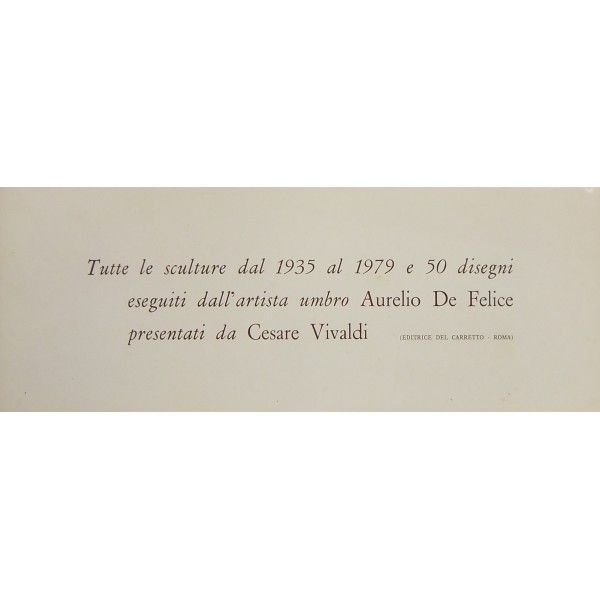 Tutte le sculture dal 1935 al 1979 e 50 disegni
eseguiti dall'artista umbro Aurelio De Felice
presentati da Cesare Vivaldi (EDITRICE DEL CARRETTO - ROMA)